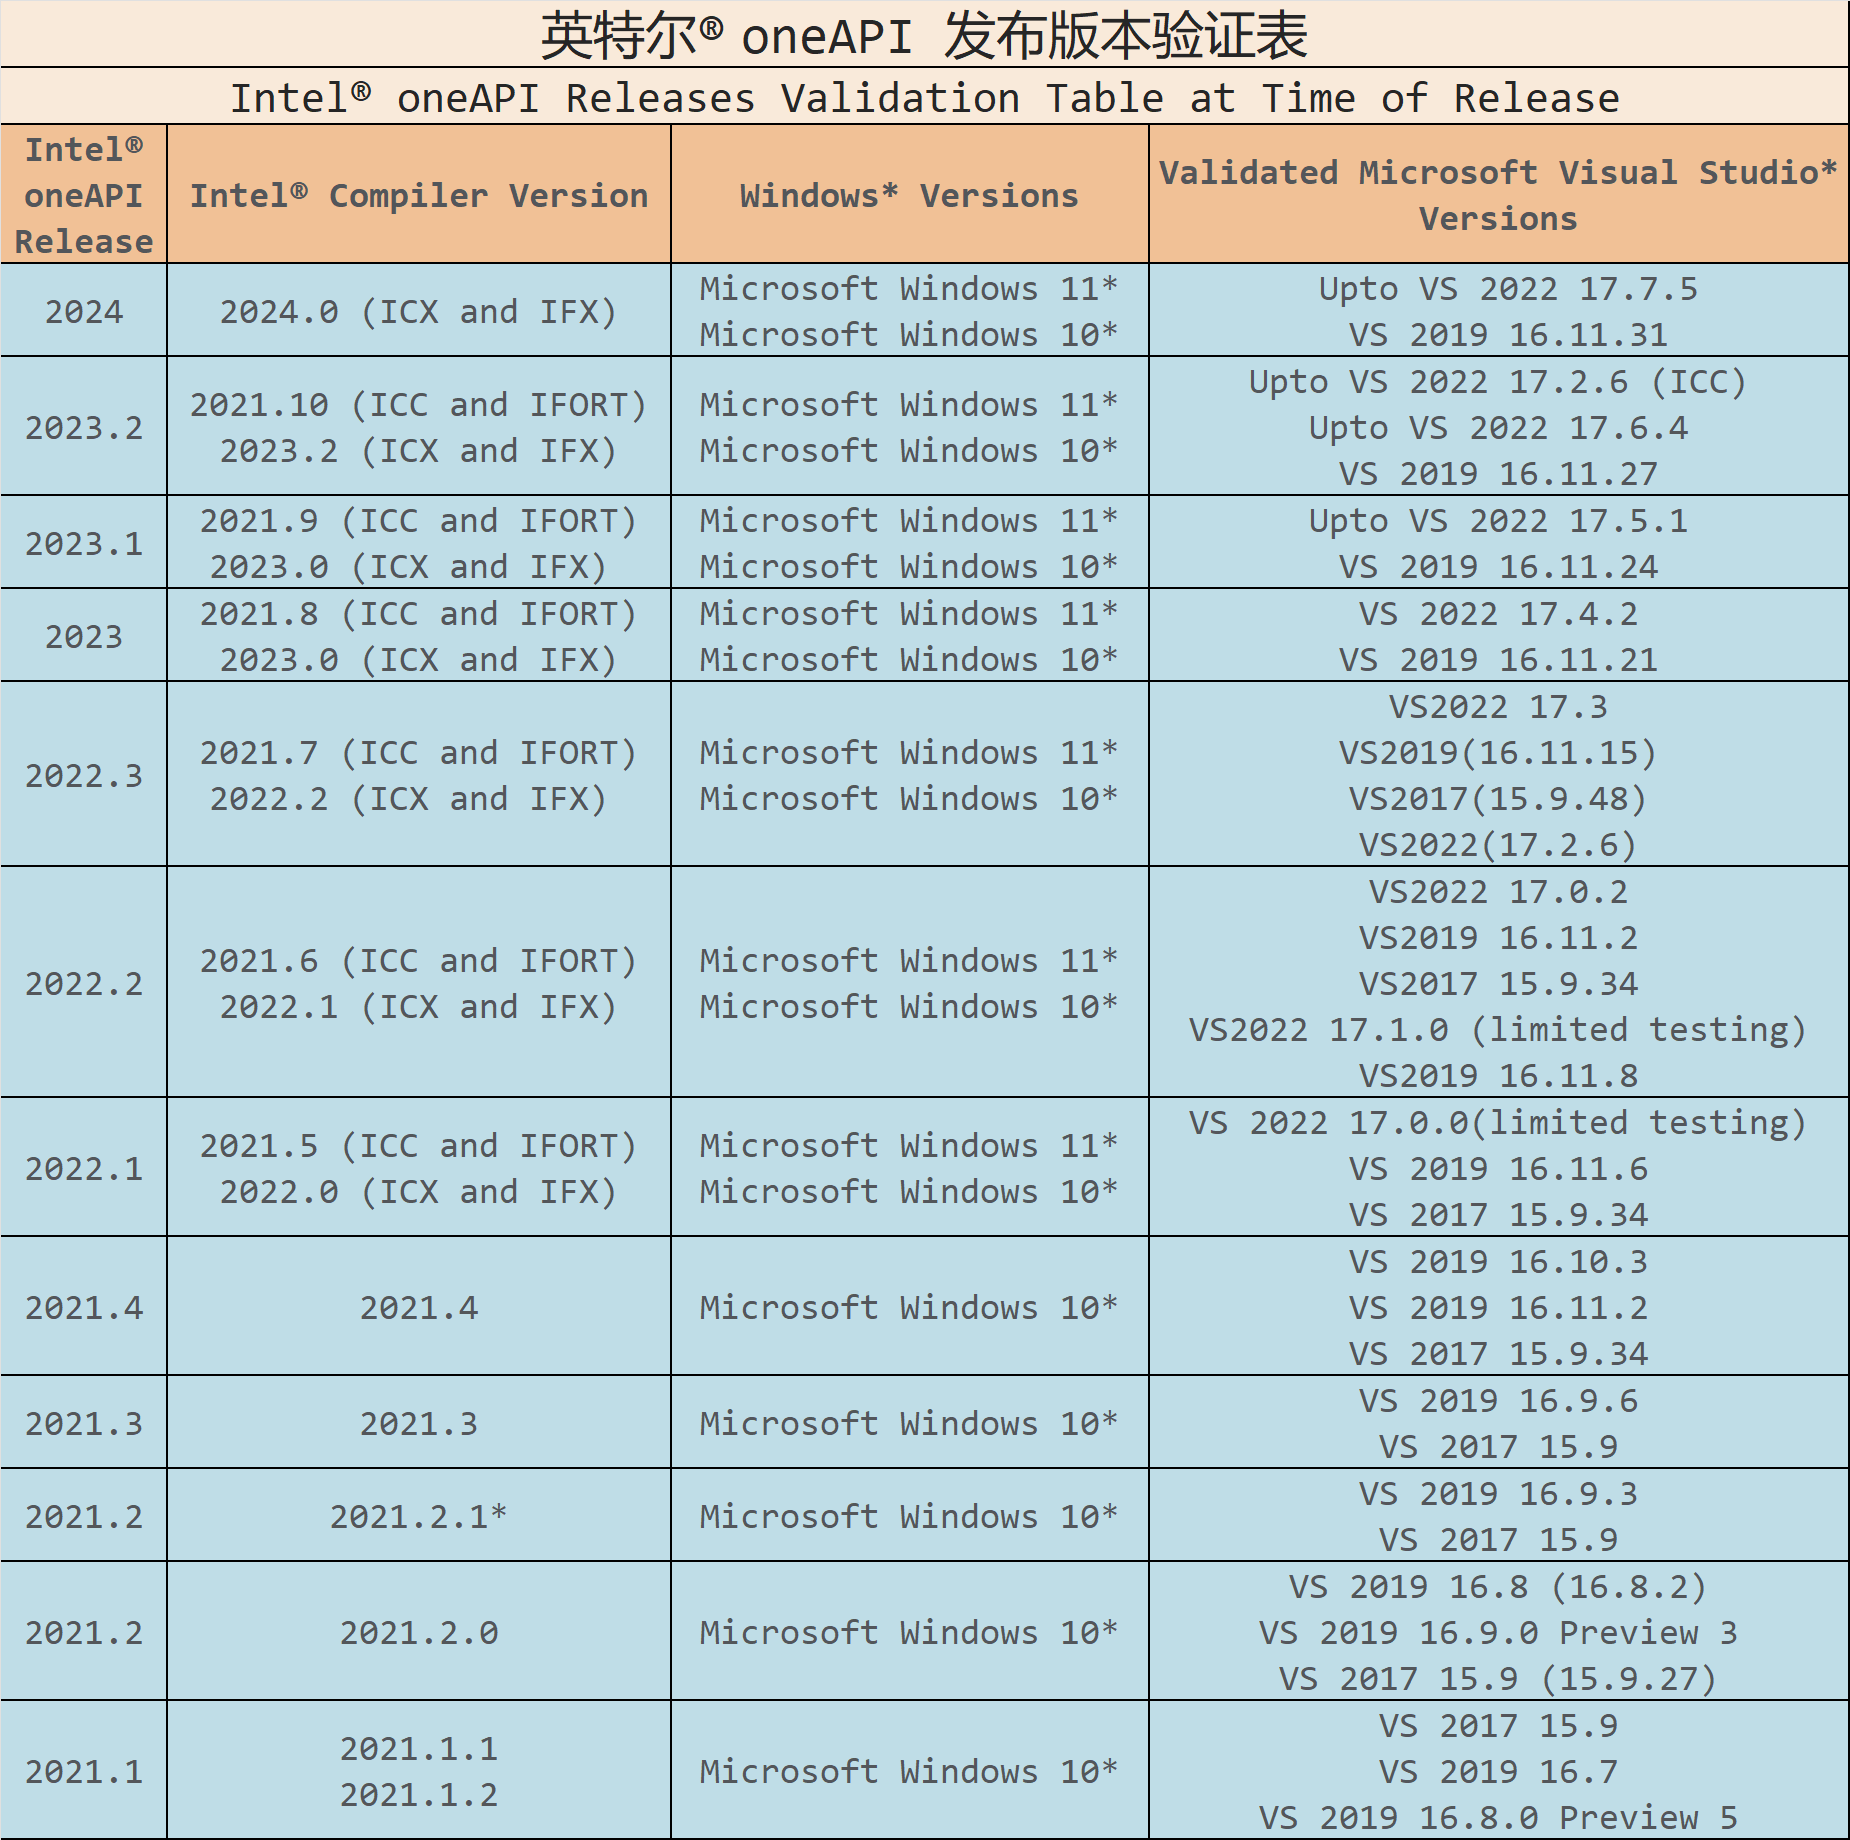 英特尔® oneAPI 发布版本验证表
Intel® oneAPI Releases Validation Table at Time of Release
Intel® oneAPI Release
Intel® Compiler Version
Windows* Versions
Validated Microsoft Visual Studio* Versions
2024
2024.0 (ICX and IFX)
Microsoft Windows 11*
Microsoft Windows 10*
Upto VS 2022 17.7.5
VS 2019 16.11.31
2023.2
2021.10 (ICC and IFORT)
2023.2 (ICX and IFX)
Microsoft Windows 11*
Microsoft Windows 10*
Upto VS 2022 17.2.6 (ICC)
Upto VS 2022 17.6.4
VS 2019 16.11.27
2023.1
2021.9 (ICC and IFORT)
2023.0 (ICX and IFX)
Microsoft Windows 11*
Microsoft Windows 10*
Upto VS 2022 17.5.1
VS 2019 16.11.24
2023
2021.8 (ICC and IFORT)
2023.0 (ICX and IFX)
Microsoft Windows 11*
Microsoft Windows 10*
VS 2022 17.4.2
VS 2019 16.11.21
2022.3
2021.7 (ICC and IFORT)
2022.2 (ICX and IFX)
Microsoft Windows 11*
Microsoft Windows 10*
VS2022 17.3
VS2019(16.11.15)
VS2017(15.9.48)
VS2022(17.2.6)
2022.2
2021.6 (ICC and IFORT)
2022.1 (ICX and IFX)
Microsoft Windows 11*
Microsoft Windows 10*
VS2022 17.0.2
VS2019 16.11.2
VS2017 15.9.34
VS2022 17.1.0 (limited testing)
VS2019 16.11.8
2022.1
2021.5 (ICC and IFORT)
2022.0 (ICX and IFX)
Microsoft Windows 11*
Microsoft Windows 10*
VS 2022 17.0.0(limited testing)
VS 2019 16.11.6
VS 2017 15.9.34
2021.4
2021.4
Microsoft Windows 10*
VS 2019 16.10.3
VS 2019 16.11.2
VS 2017 15.9.34
2021.3
2021.3
Microsoft Windows 10*
VS 2019 16.9.6
VS 2017 15.9
2021.2
2021.2.1*
Microsoft Windows 10*
VS 2019 16.9.3
VS 2017 15.9
2021.2
2021.2.0
Microsoft Windows 10*
VS 2019 16.8 (16.8.2)
VS 2019 16.9.0 Preview 3
VS 2017 15.9 (15.9.27)
2021.1
2021.1.1
2021.1.2
Microsoft Windows 10*
VS 2017 15.9
VS 2019 16.7
VS 2019 16.8.0 Preview 5